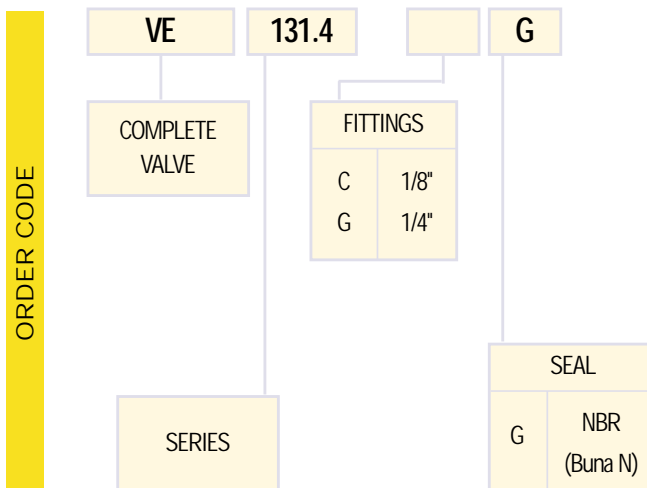 ORDER CODE
VE 131.4 G
COMPLETE
VALVE
FITTINGS
C 1/8"
G 1/4"
SERIES
SEAL
G NBR
(Buna N)